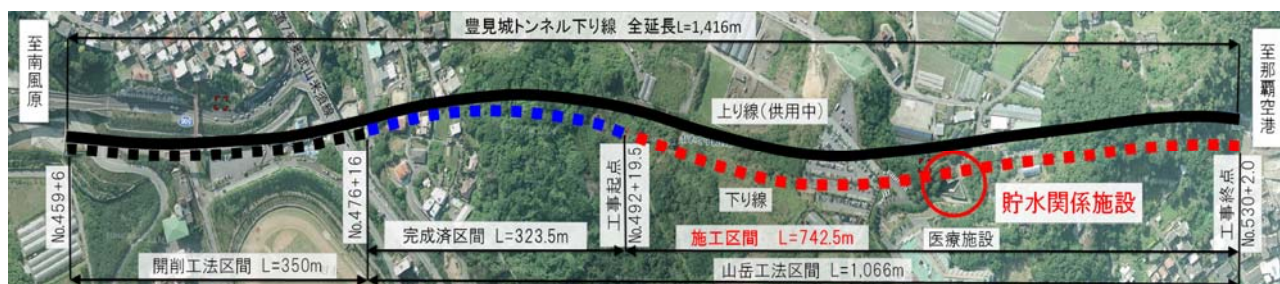 豊見城トンネル下り線 全延長L=1,416m
至南風原
至那覇空港
上り線(供用中)
下り線
貯水関係施設
医療施設
No.459+6
No.476+16
工事起点
No.492+19.5
工事終点
No.530+2.0
完成済区間 L=323.5m
施工区間 L=742.5m
開削工法区間 L=350m
山岳工法区間 L=1,066m